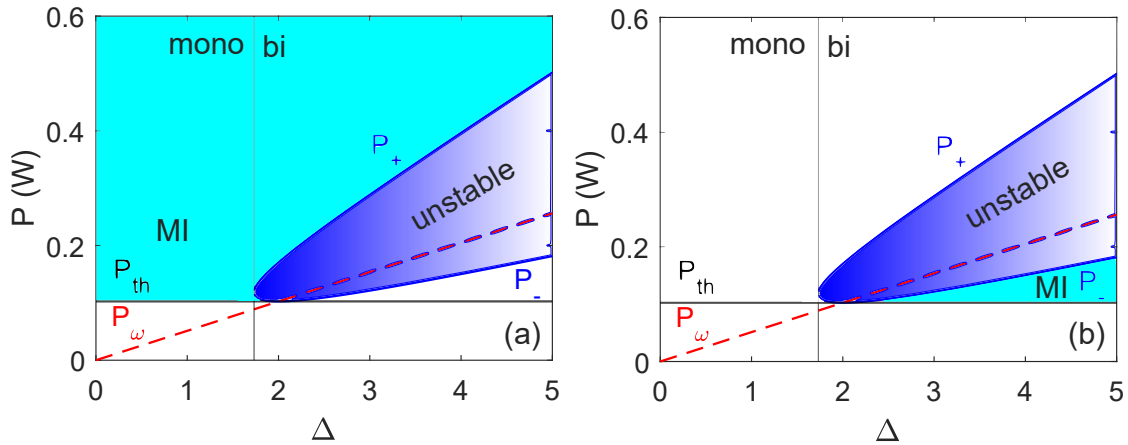 0.6
mono
bi
P+
0.4
unstable
P (W)
MI
0.2
Pth
P-
Pω
(a)
0
0 1 2 3 4 5
Δ
0.6
mono
bi
P+
0.4
unstable
P (W)
0.2
Pth
MI P-
Pω
(b)
0
0 1 2 3 4 5
Δ